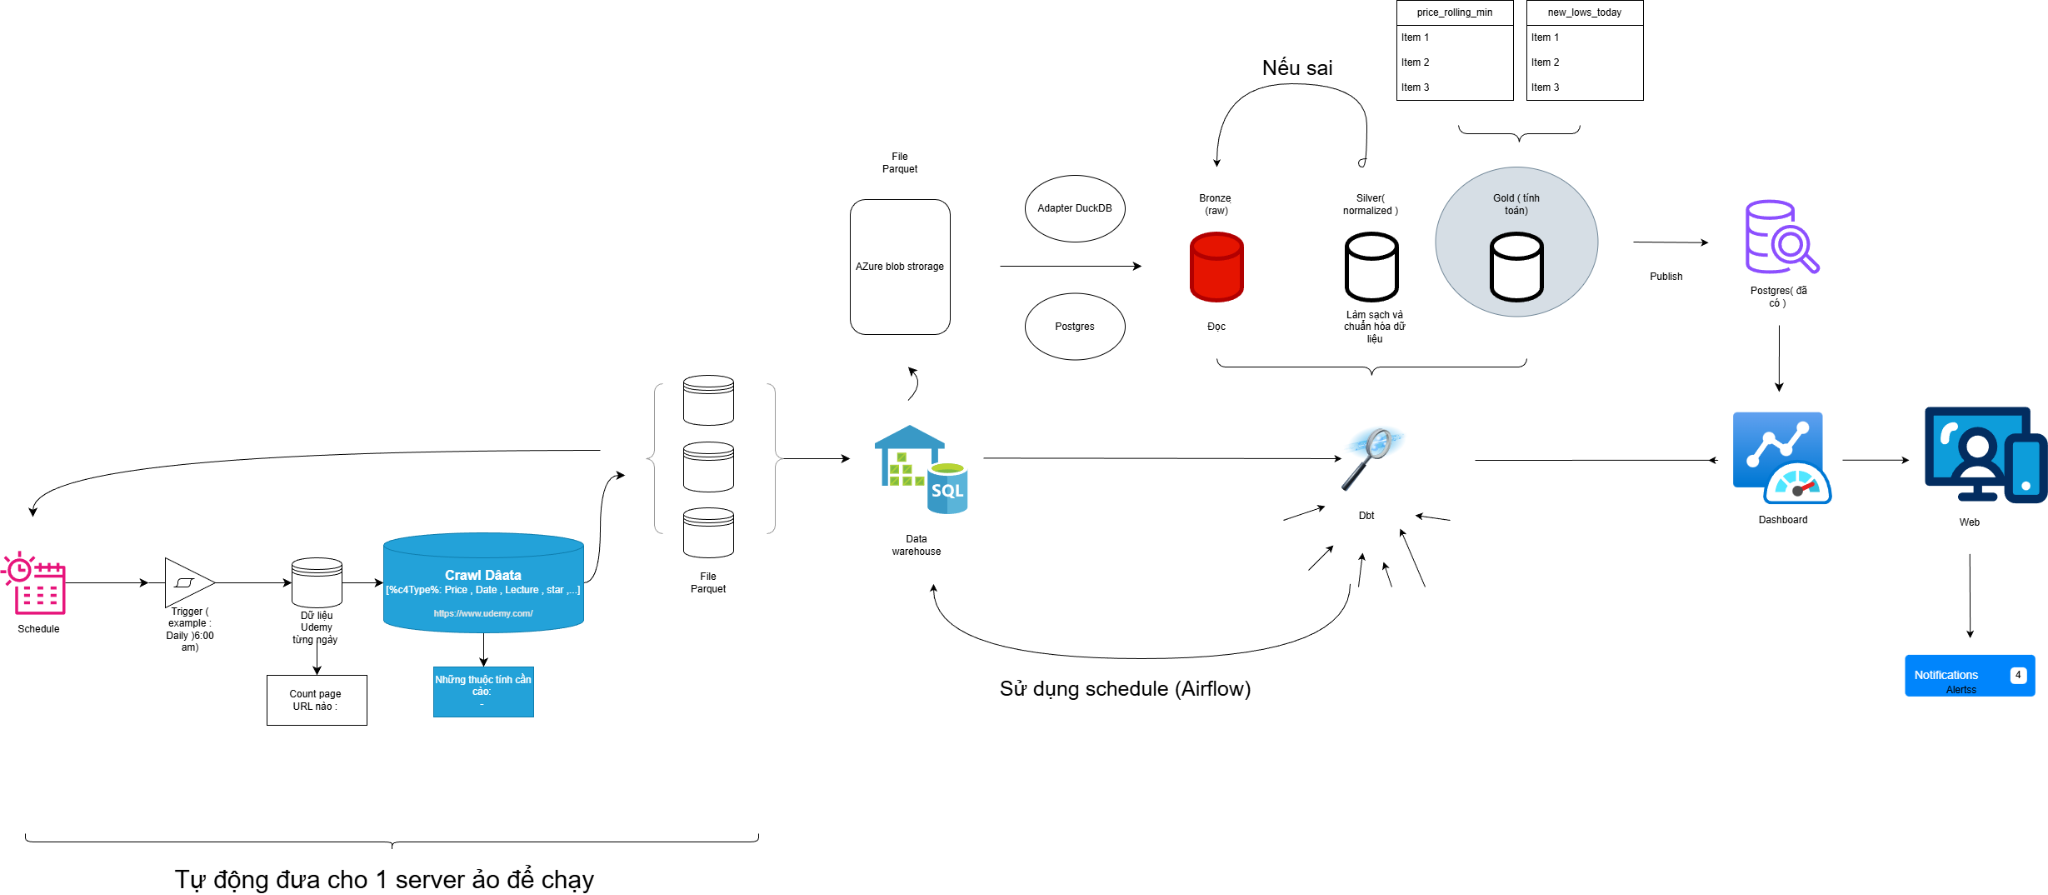 price_rolling_min
Item 1
Item 2
Item 3
new_lows_today
Item 1
Item 2
Item 3
Nếu sai
File
Parquet
AZure blob strorage
Adapter DuckDB
Postgres
Bronze
(raw)
Đọc
Silver(
normalized )
Làm sạch và
chuẩn hóa dữ
liệu
Gold ( tính
toán)
Publish
Postgres( đã
có )
Schedule
Trigger (
example :
Daily )6:00
am)
Dữ liệu
Udemy
từng ngày
Count page
URL nào :
Crawl Dâata
[%c4Type%: Price , Date , Lecture , star ,...]
https://www.udemy.com/
Những thuộc tính cần
cào:
-
File
Parquet
SQL
Data
warehouse
Dbt
Dashboard
Web
Notifications
4
Alertss
Sử dụng schedule (Airflow)
Tự động đưa cho 1 server ảo để chạy